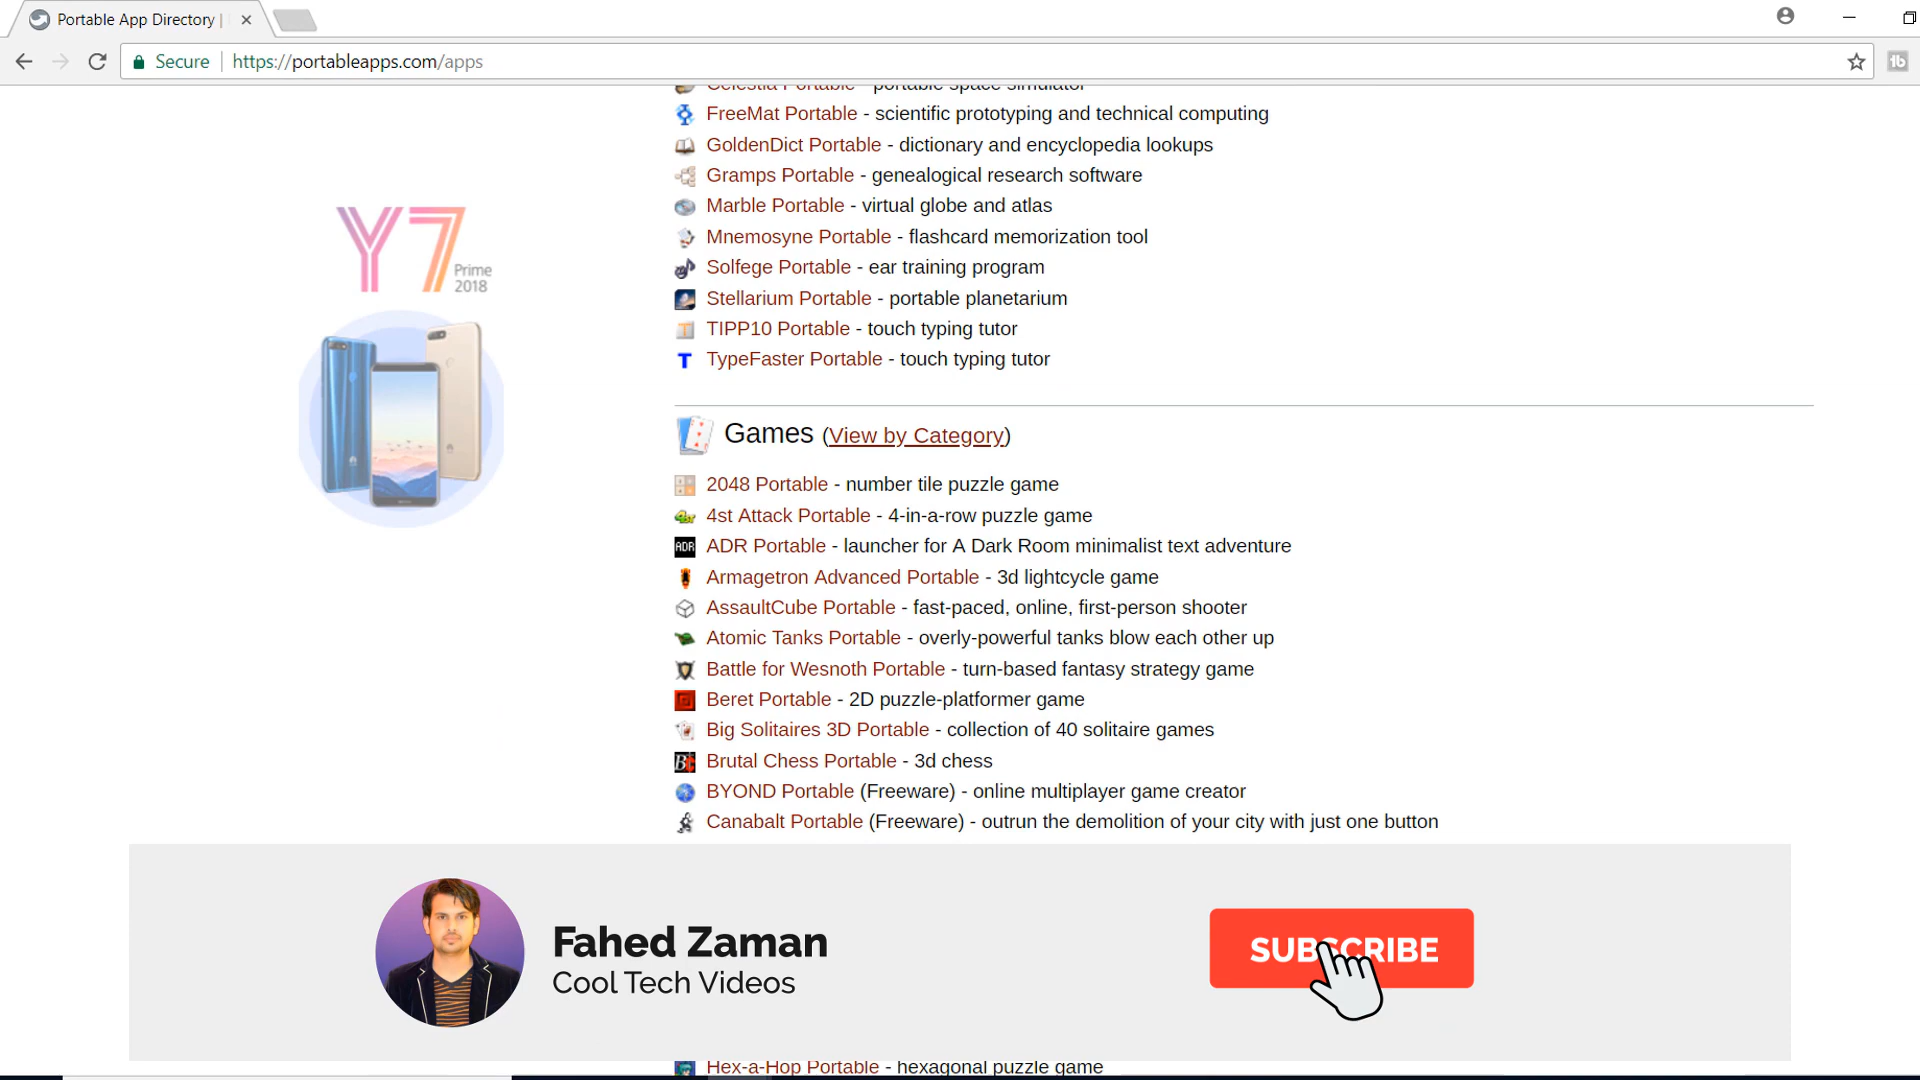 Portable App Directory |
Secure
https://portableapps.com/apps
Celestia Portable - portable space simulator
FreeMat Portable - scientific prototyping and technical computing
GoldenDict Portable - dictionary and encyclopedia lookups
Gramps Portable - genealogical research software
Marble Portable - virtual globe and atlas
Mnemosyne Portable - flashcard memorization tool
Solfege Portable - ear training program
Stellarium Portable - portable planetarium
TIPP10 Portable - touch typing tutor
TypeFaster Portable - touch typing tutor
Y7
Prime
2018
Games (View by Category)
2048 Portable - number tile puzzle game
4st Attack Portable - 4-in-a-row puzzle game
ADR Portable - launcher for A Dark Room minimalist text adventure
Armagetron Advanced Portable - 3d lightcycle game
AssaultCube Portable - fast-paced, online, first-person shooter
Atomic Tanks Portable - overly-powerful tanks blow each other up
Battle for Wesnoth Portable - turn-based fantasy strategy game
Beret Portable - 2D puzzle-platformer game
Big Solitaires 3D Portable - collection of 40 solitaire games
Brutal Chess Portable - 3d chess
BYOND Portable (Freeware) - online multiplayer game creator
Canabalt Portable (Freeware) - outrun the demolition of your city with just one button
Fahed Zaman
Cool Tech Videos
SUBSCRIBE
Hex-a-Hop Portable - hexagonal puzzle game